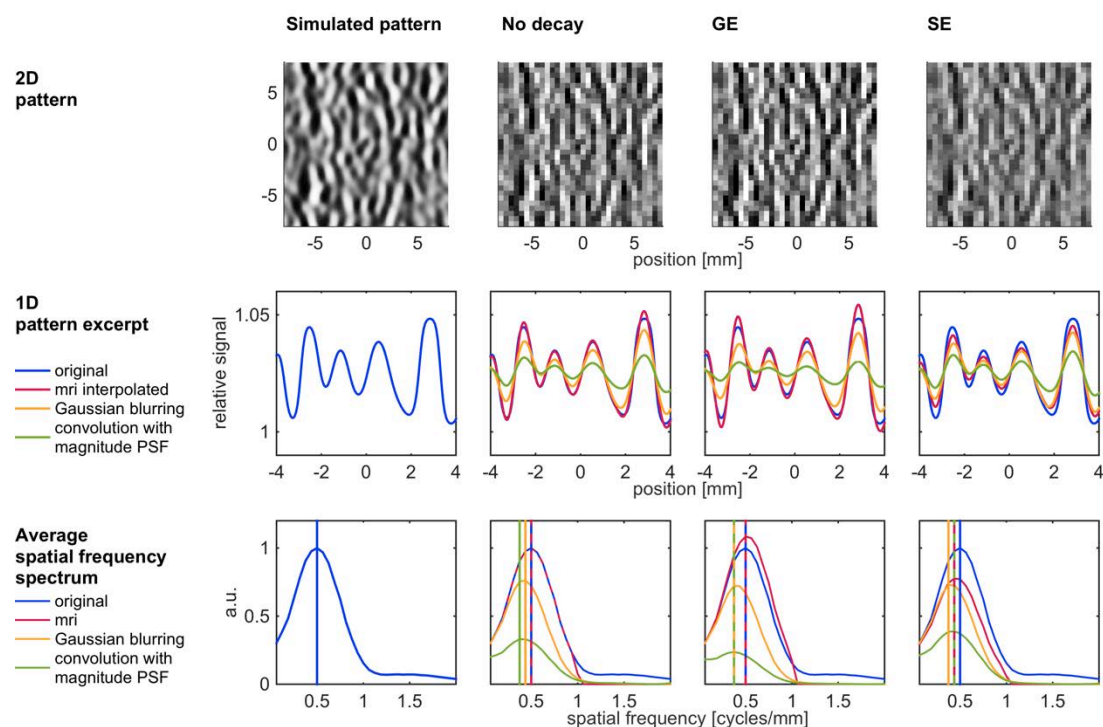 Simulated pattern
No decay
GE
SE
2D
pattern
5
0
-5
-5 0 5
-5 0 5
-5 0 5
-5 0 5
position [mm]
1D
pattern excerpt
original
mri interpolated
Gaussian blurring
convolution with
magnitude PSF
relative signal
1.05
1
-4 -2 0 2 4
-4 -2 0 2 4
-4 -2 0 2 4
-4 -2 0 2 4
position [mm]
Average
spatial frequency
spectrum
original
mri
Gaussian blurring
convolution with
magnitude PSF
a.u.
1
0.5
0
0.5 1 1.5
0.5 1 1.5
0.5 1 1.5
0.5 1 1.5
spatial frequency [cycles/mm]